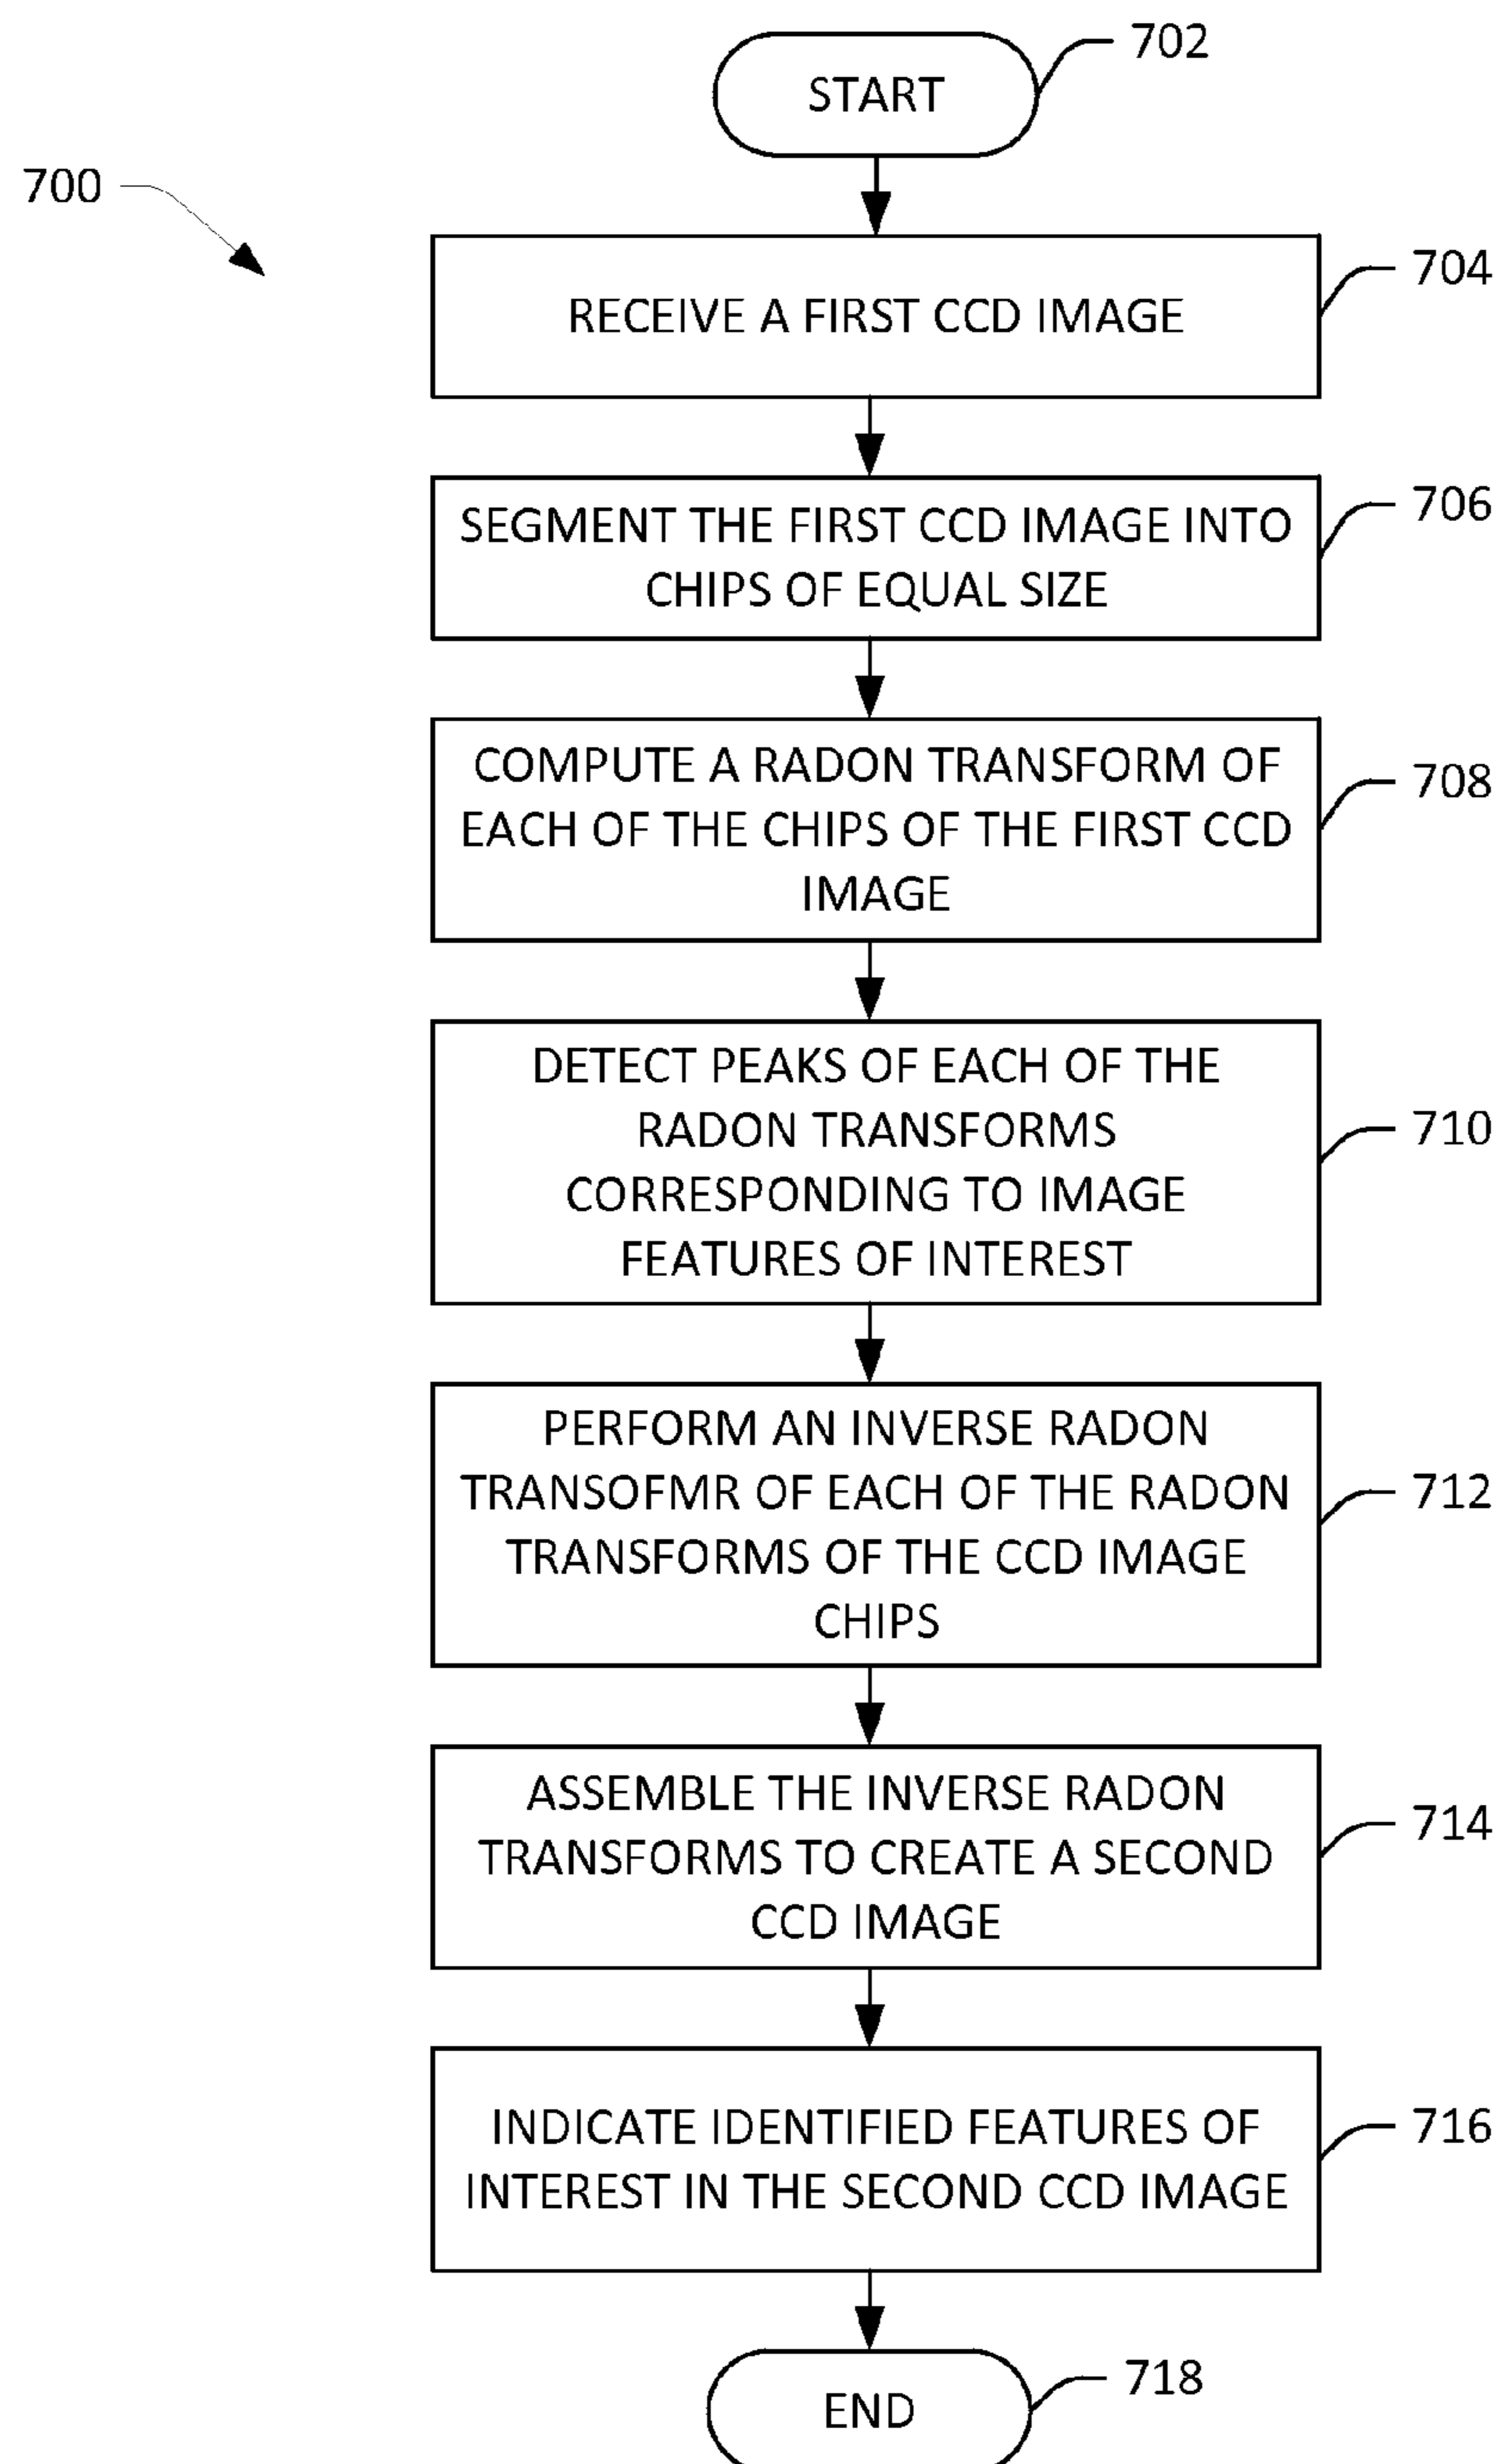 702
START
700
704
RECEIVE A FIRST CCD IMAGE
706
SEGMENT THE FIRST CCD IMAGE INTO
CHIPS OF EQUAL SIZE
708
COMPUTE A RADON TRANSFORM OF
EACH OF THE CHIPS OF THE FIRST CCD
IMAGE
710
DETECT PEAKS OF EACH OF THE
RADON TRANSFORMS
CORRESPONDING TO IMAGE
FEATURES OF INTEREST
712
PERFORM AN INVERSE RADON
TRANSOFMR OF EACH OF THE RADON
TRANSFORMS OF THE CCD IMAGE
CHIPS
714
ASSEMBLE THE INVERSE RADON
TRANSFORMS TO CREATE A SECOND
CCD IMAGE
716
INDICATE IDENTIFIED FEATURES OF
INTEREST IN THE SECOND CCD IMAGE
718
END